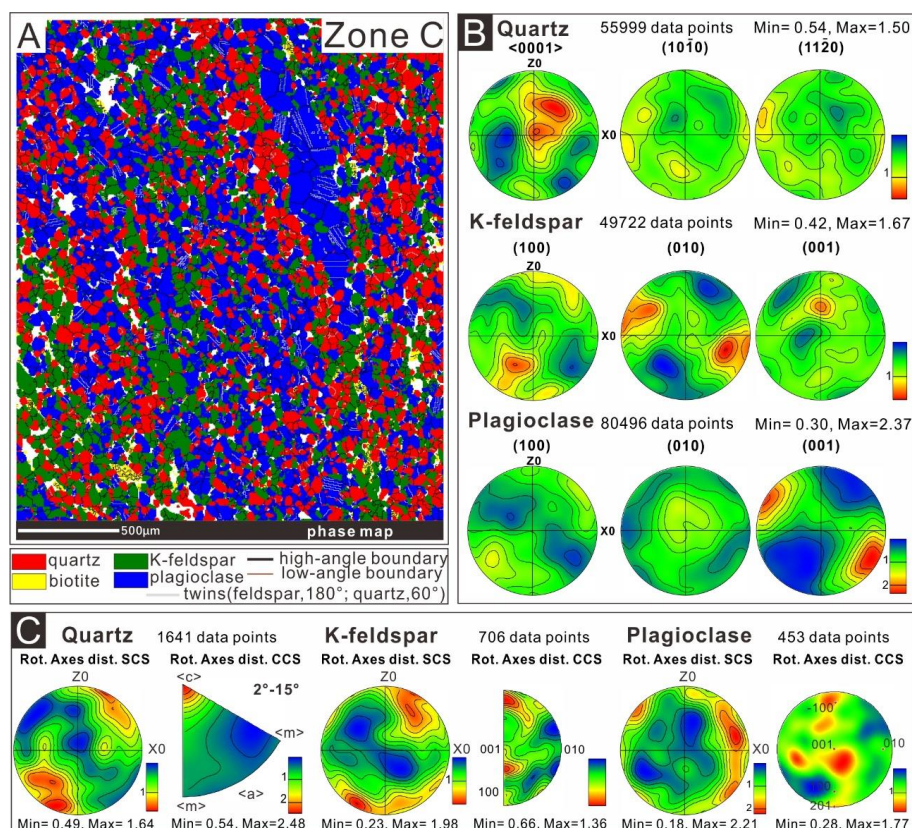 A
Zone C
500µm
phase map
quartz K-feldspar high-angle boundary
biotite plagioclase low-angle boundary
twins(feldspar,180°; quartz,60°)
B
Quartz 55999 data points Min= 0.54, Max=1.50
<0001> (101̄0) (112̄0)
Z0
X0
1
K-feldspar 49722 data points Min= 0.42, Max=1.67
(100) (010) (001)
Z0
X0
1
Plagioclase 80496 data points Min= 0.30, Max=2.37
(100) (010) (001)
Z0
X0
1
2
C
Quartz 1641 data points K-feldspar 706 data points Plagioclase 453 data points
Rot. Axes dist. SCS Rot. Axes dist. CCS Rot. Axes dist. SCS Rot. Axes dist. CCS Rot. Axes dist. SCS Rot. Axes dist. CCS
Z0 <c> 2°-15° Z0 Z0 -100
<m>
X0 X0 001 010 X0 001 010
1 1 2 1 100 1 2 201
<m> <a>
Min= 0.49, Max= 1.64 Min= 0.54, Max=2.48 Min= 0.23, Max= 1.98 Min= 0.66, Max= 1.36 Min= 0.18, Max= 2.21 Min= 0.28, Max= 1.77